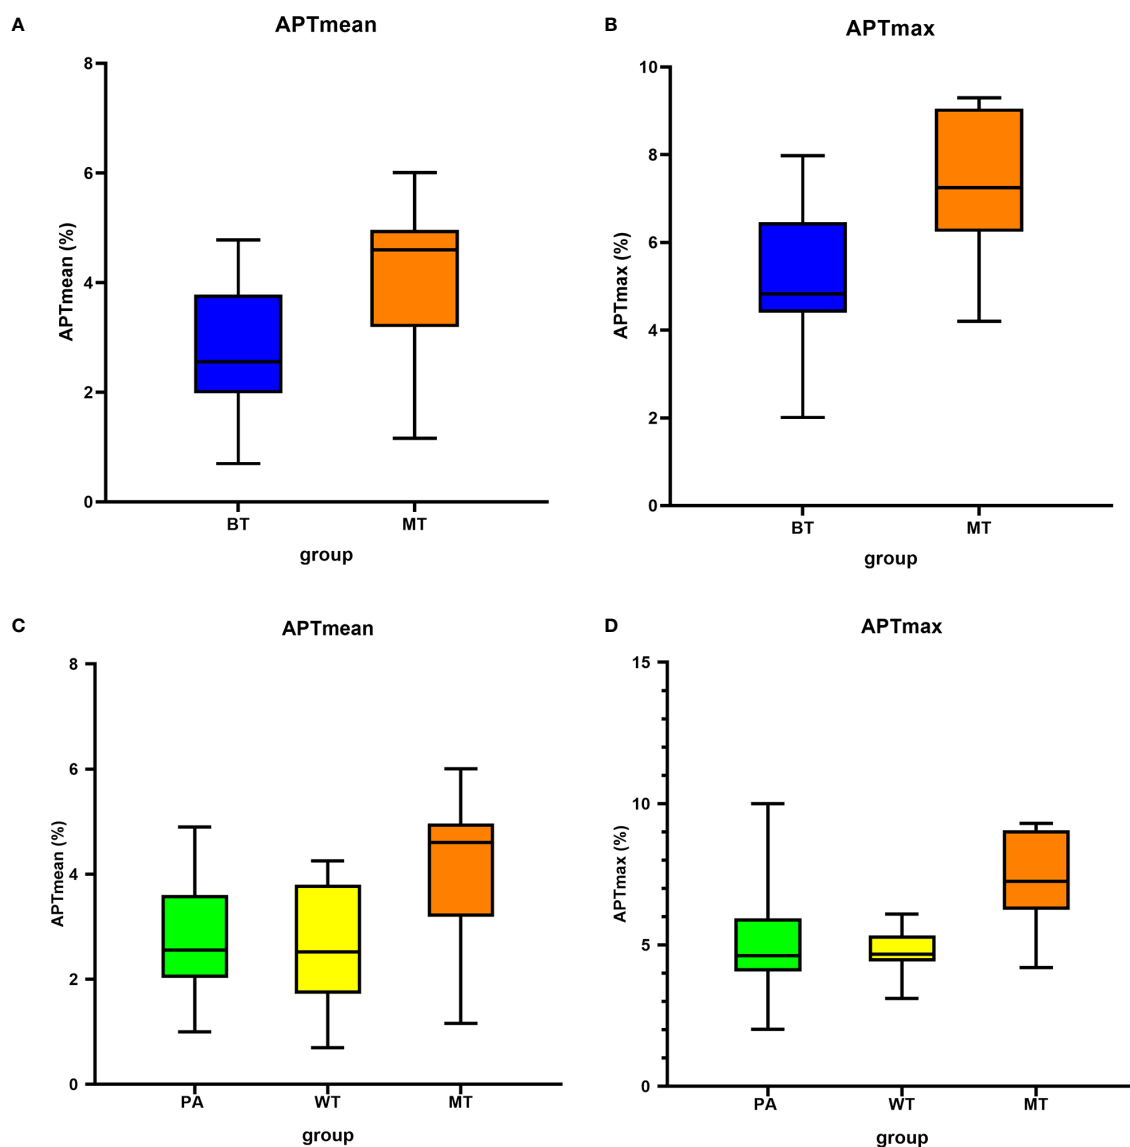 A
APTmean
8
6
4
2
0
APTmean (%)
BT
MT
group
B
APTmax
10
8
6
4
2
0
APTmax (%)
BT
MT
group
C
APTmean
8
6
4
2
0
APTmean (%)
PA
WT
MT
group
D
APTmax
15
10
5
0
APTmax (%)
PA
WT
MT
group